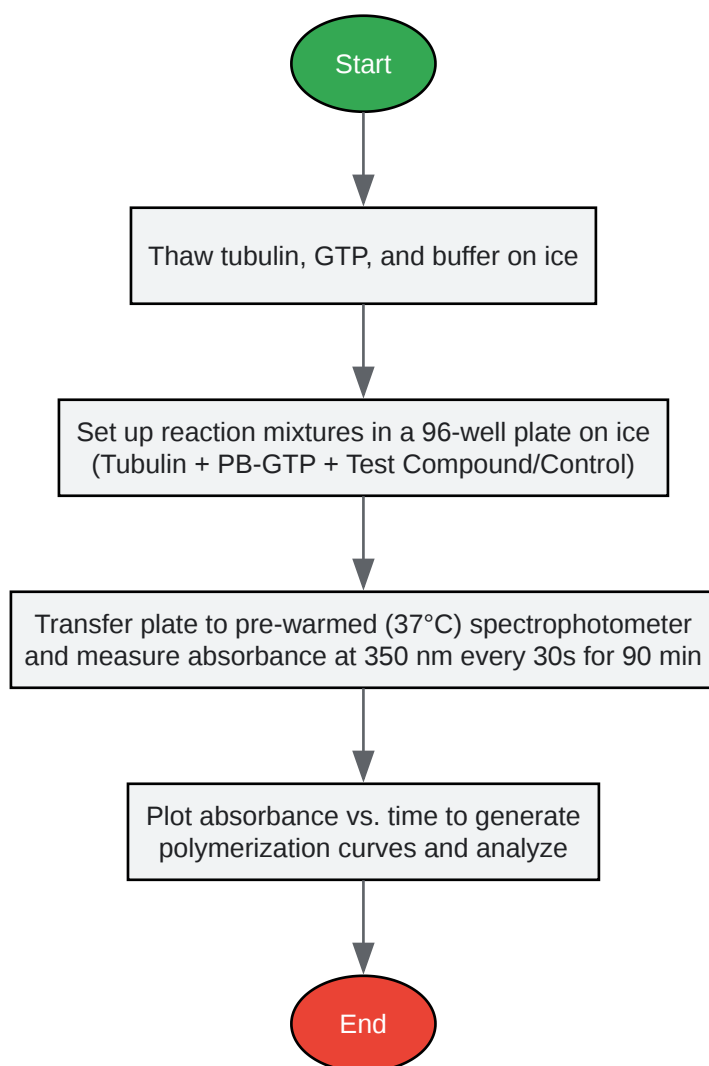 Start
Thaw tubulin, GTP, and buffer on ice
Set up reaction mixtures in a 96-well plate on ice
(Tubulin + PB-GTP + Test Compound/Control)
Transfer plate to pre-warmed (37°C) spectrophotometer
and measure absorbance at 350 nm every 30s for 90 min
Plot absorbance vs. time to generate
polymerization curves and analyze
End